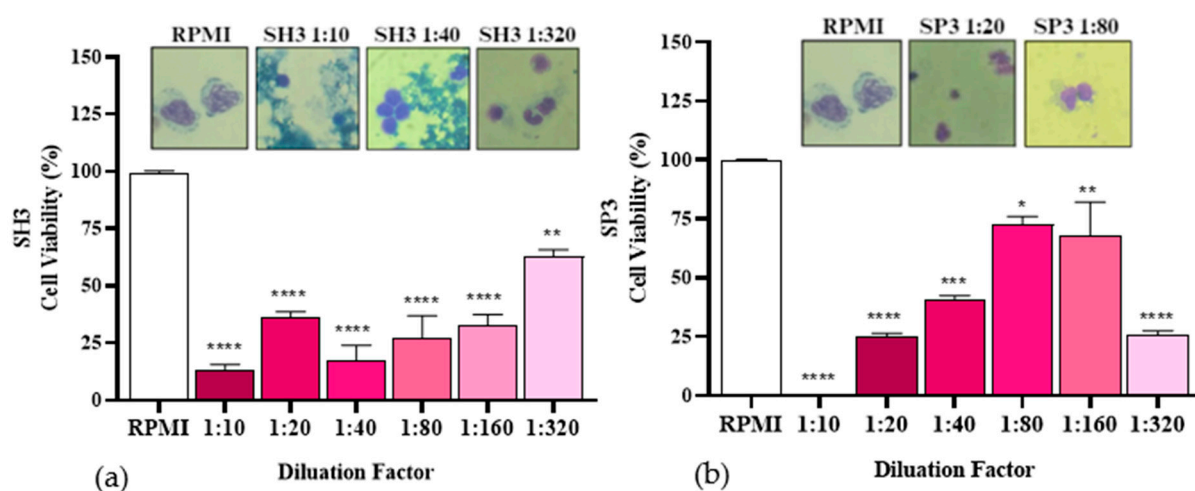 RPMI SH3 1:10 SH3 1:40 SH3 1:320
150
125
100
75
50
25
0
SH3
Cell Viability (%)
****
****
****
****
****
**
RPMI 1:10 1:20 1:40 1:80 1:160 1:320
Diluation Factor
(a)
RPMI SP3 1:20 SP3 1:80
150
125
100
75
50
25
0
SP3
Cell Viability (%)
****
****
***
*
**
****
RPMI 1:10 1:20 1:40 1:80 1:160 1:320
Diluation Factor
(b)